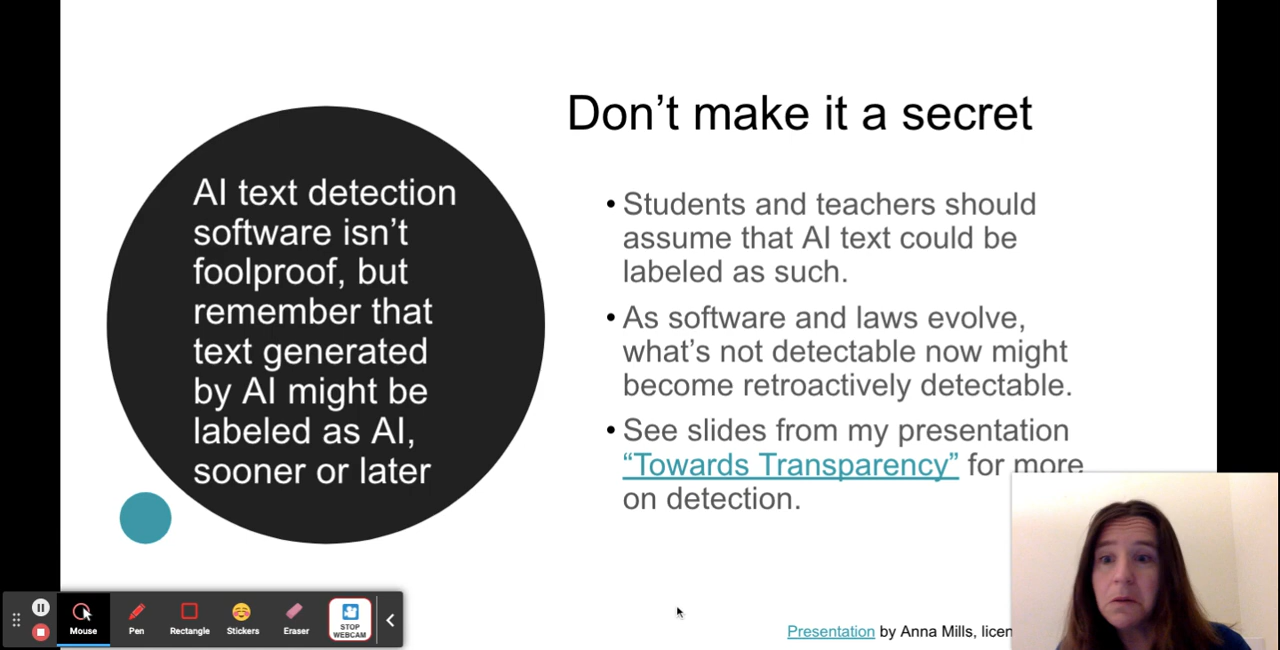 Don't make it a secret
AI text detection
software isn't
foolproof, but
remember that
text generated
by AI might be
labeled as AI,
sooner or later
• Students and teachers should
assume that AI text could be
labeled as such.
• As software and laws evolve,
what's not detectable now might
become retroactively detectable.
• See slides from my presentation
“Towards Transparency” for more
on detection.
Presentation by Anna Mills, licen
Mouse
Pen
Rectangle
Stickers
Eraser
STOP
WEBCAM